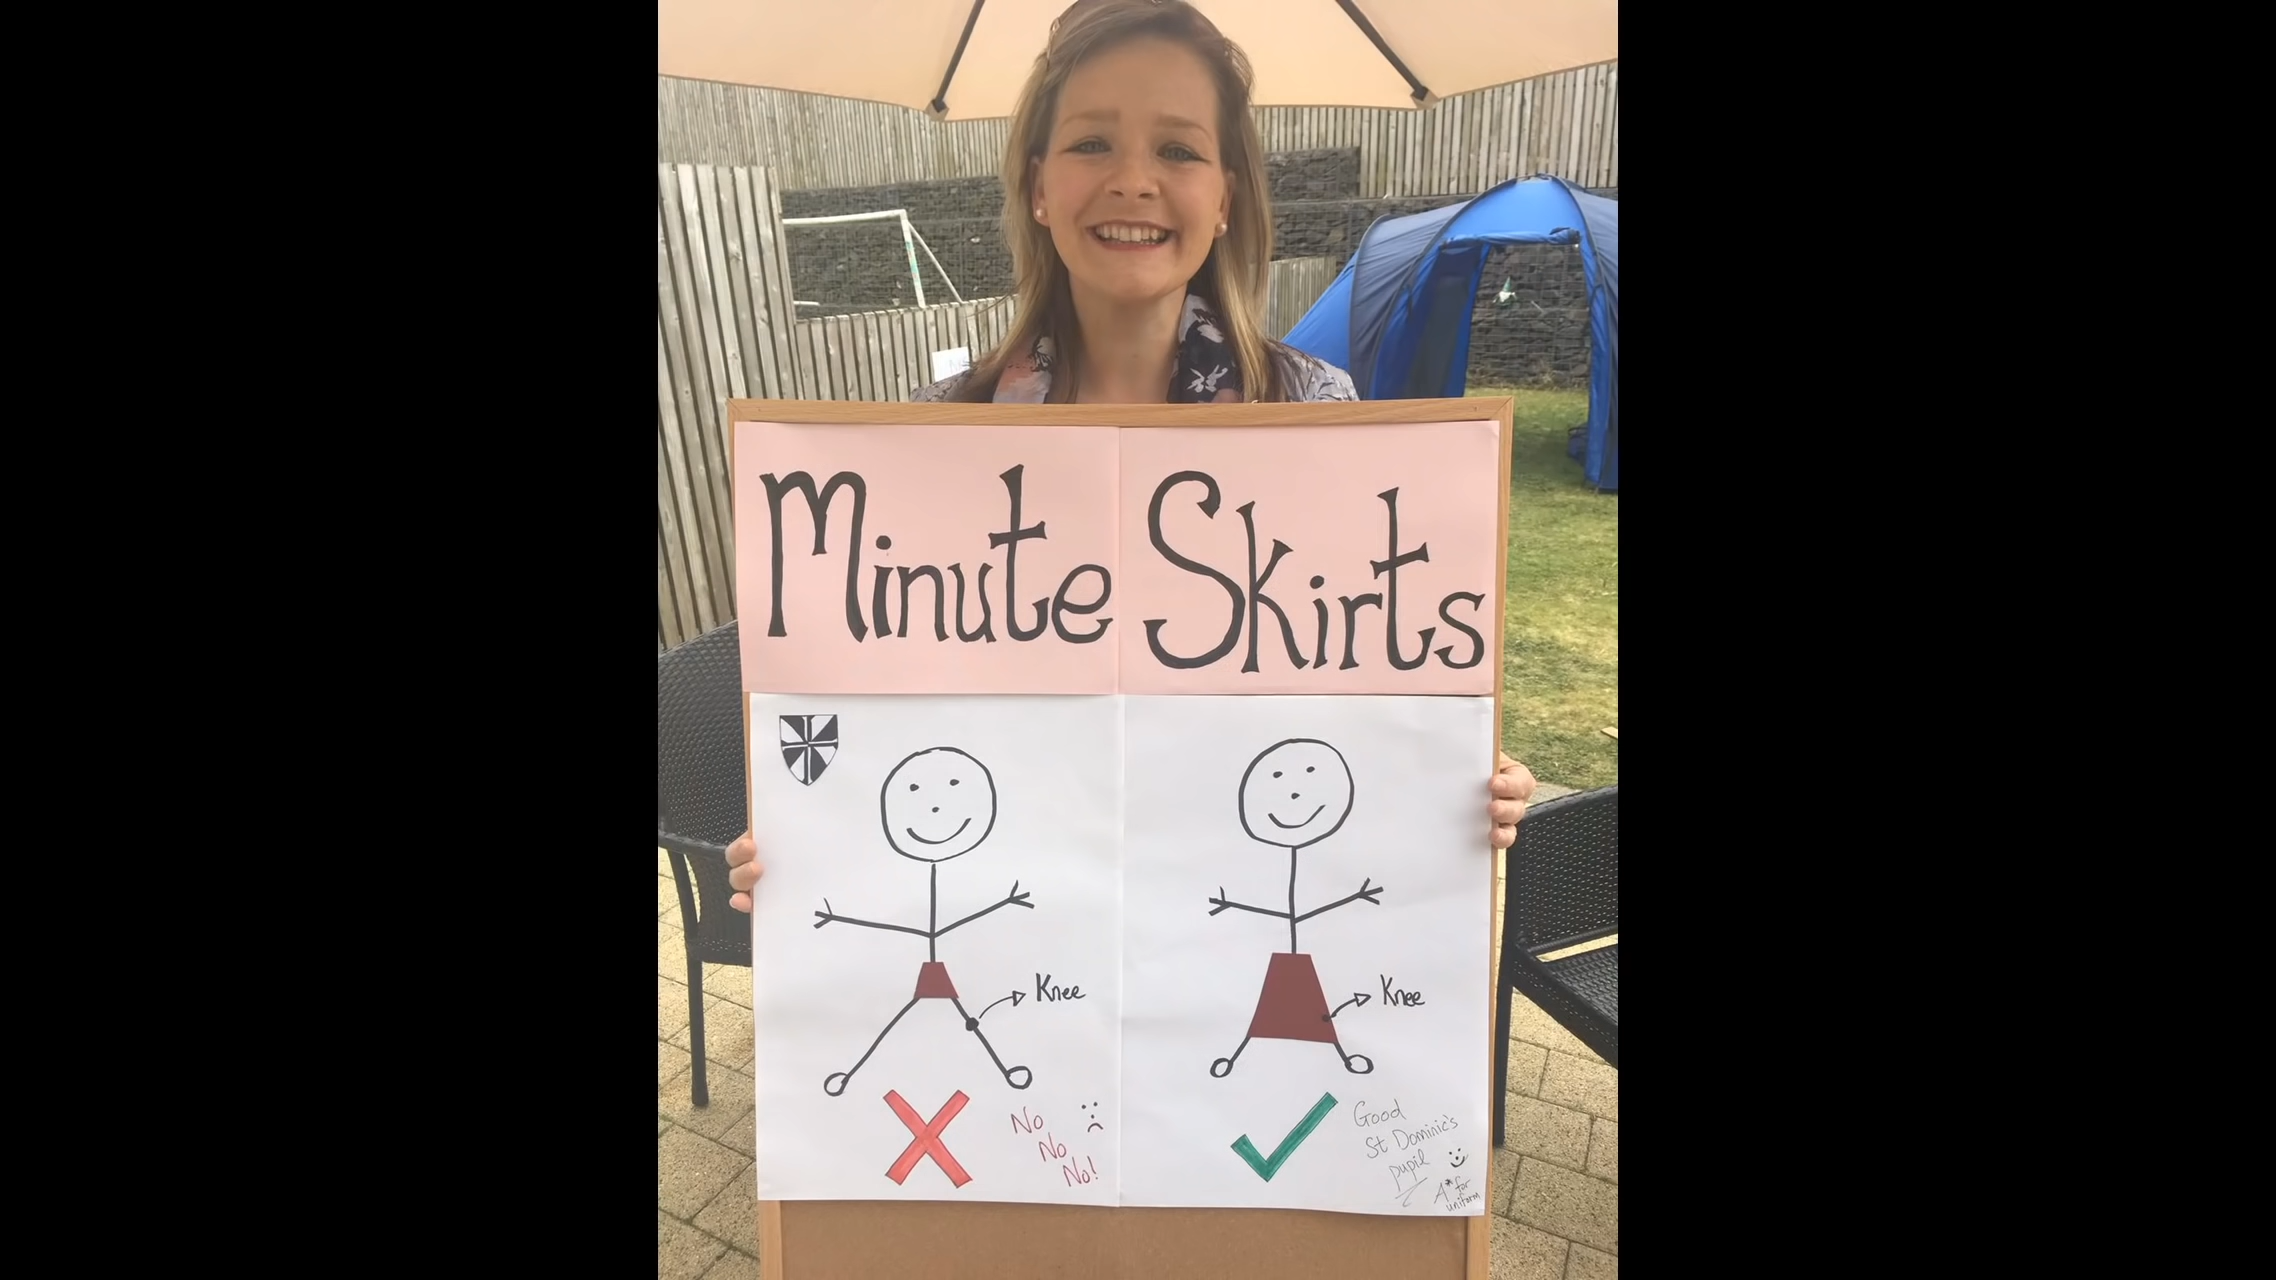 Minute Skirts
Knee
No
No
No!
Knee
Good
St Dominic's
pupil
A* for
uniform